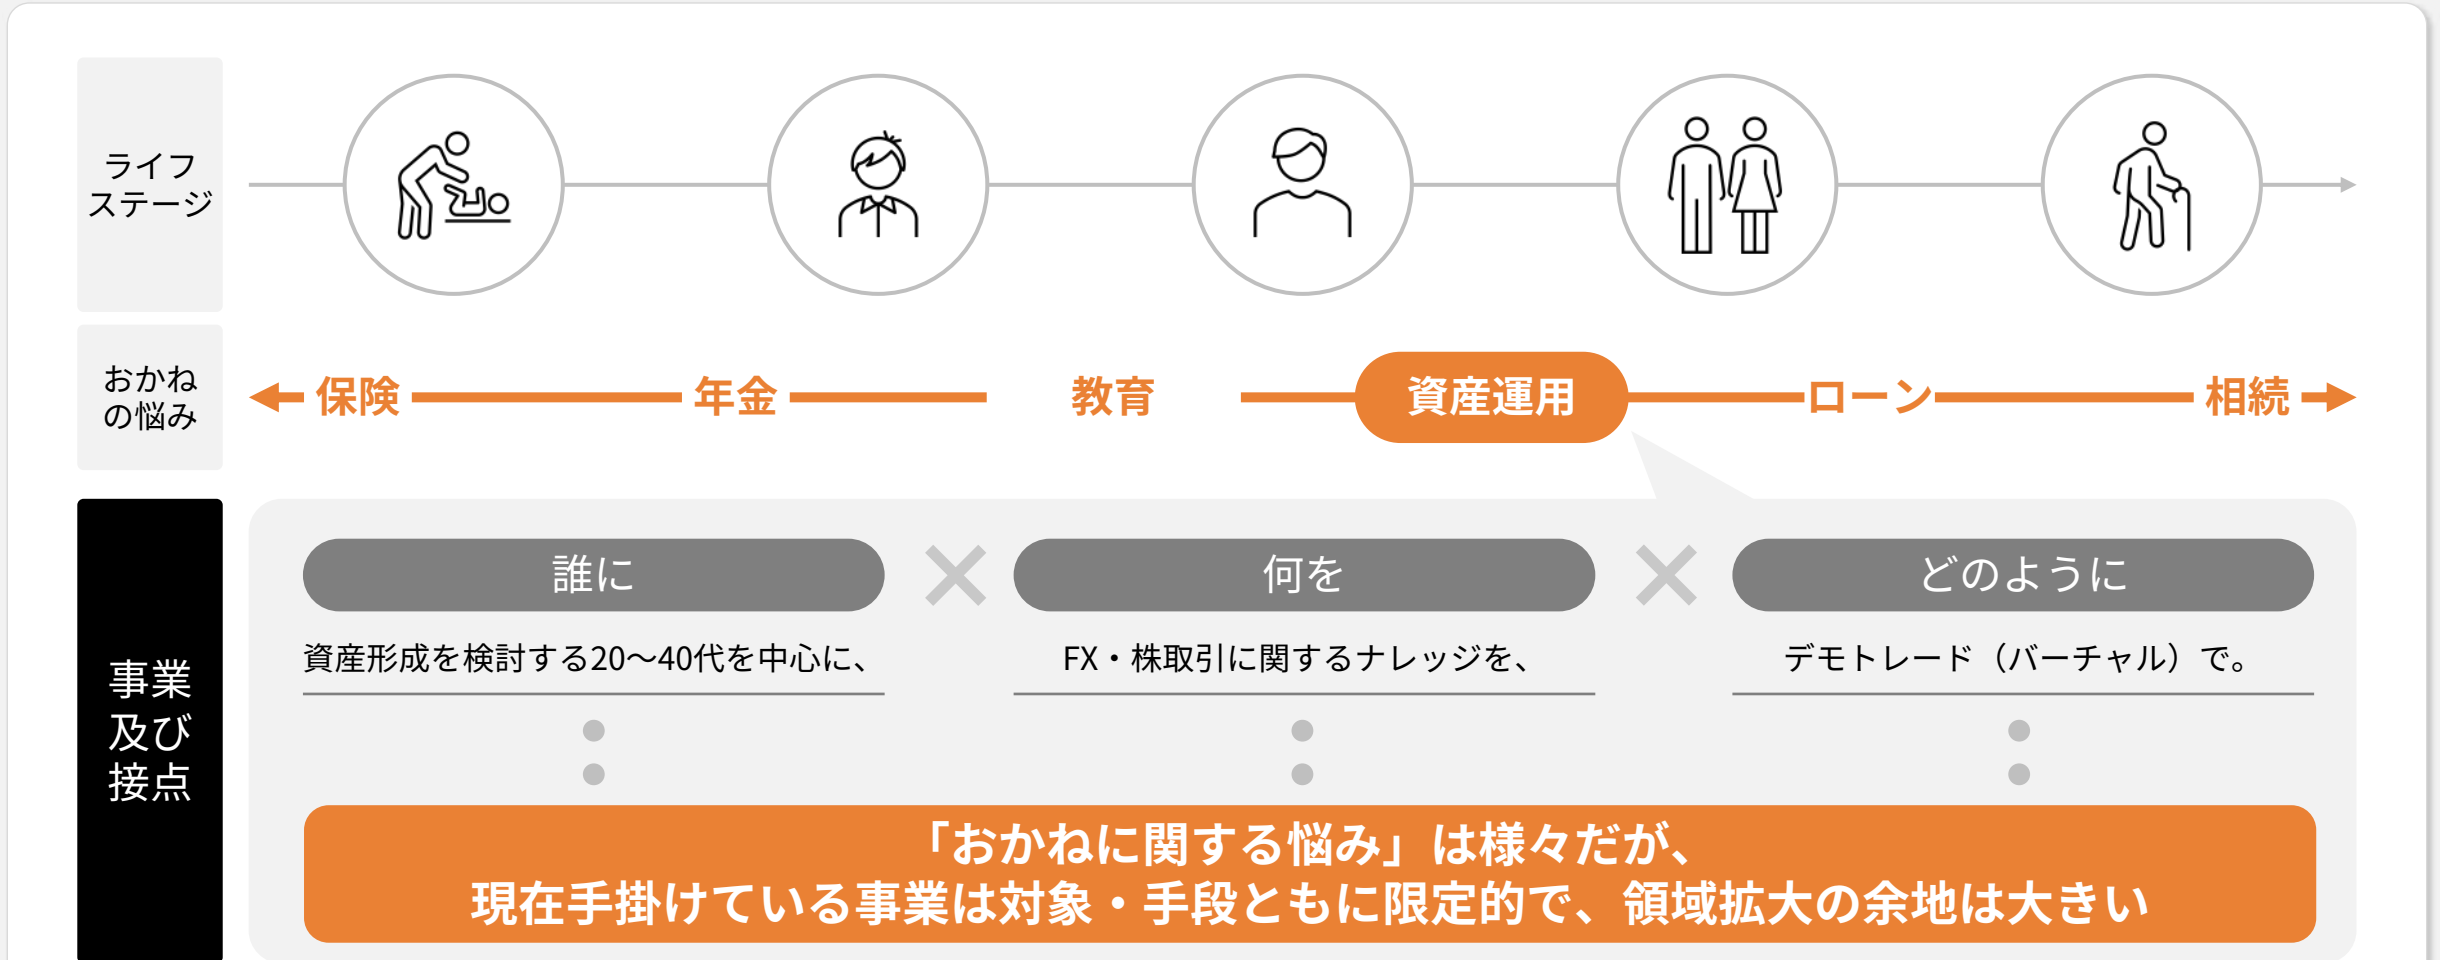 ライフ
ステージ
おかね
の悩み
保険
年金
教育
資産運用
ローン
相続
事業
及び
接点
誰に
何を
どのように
資産形成を検討する20〜40代を中心に、
FX・株取引に関するナレッジを、
デモトレード（バーチャル）で。
「おかねに関する悩み」は様々だが、
現在手掛けている事業は対象・手段ともに限定的で、領域拡大の余地は大きい